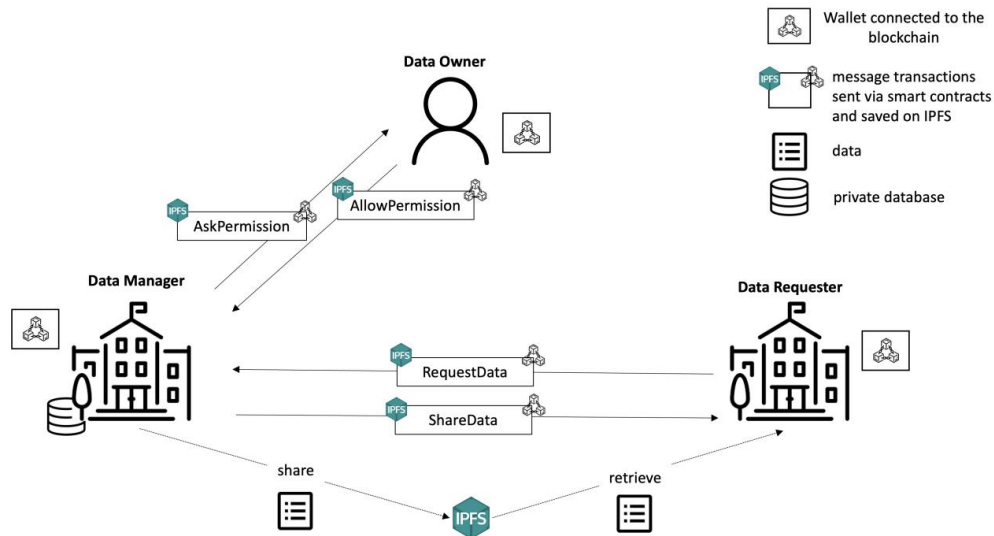 Wallet connected to the
blockchain
IPFS
message transactions
sent via smart contracts
and saved on IPFS
data
private database
Data Owner
IPFS
AllowPermission
IPFS
AskPermission
Data Manager
Data Requester
IPFS
RequestData
IPFS
ShareData
share
retrieve
IPFS